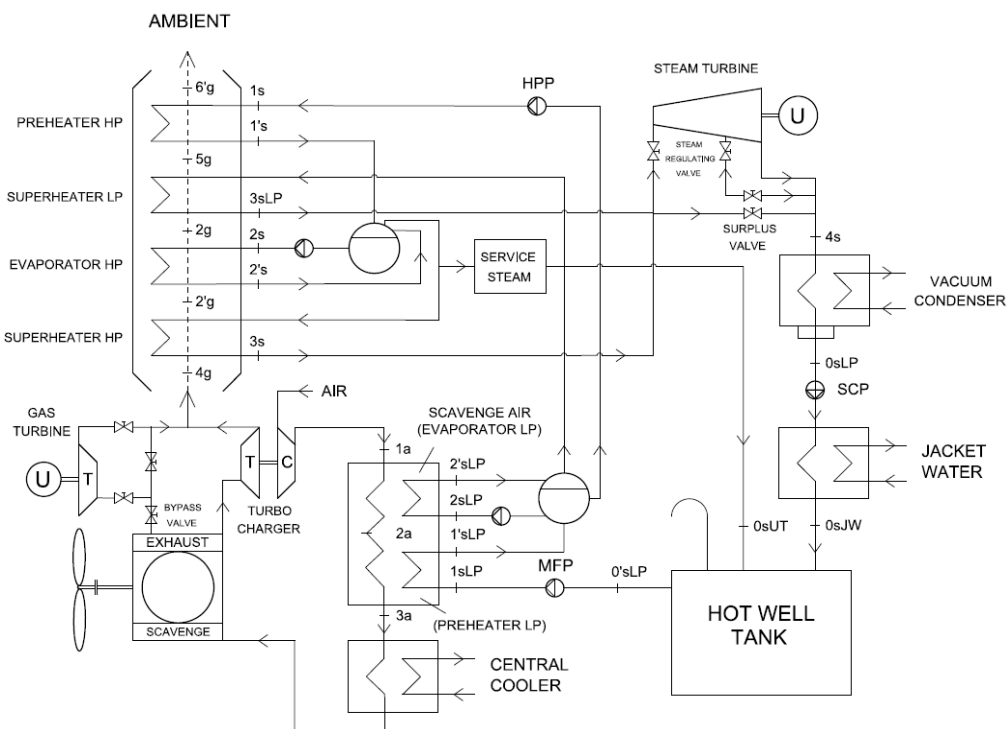 AMBIENT
6'g
1s
HPP
STEAM TURBINE
PREHEATER HP
1's
U
5g
STEAM
REGULATING
VALVE
SUPERHEATER LP
3sLP
2g
2s
SURPLUS
VALVE
4s
EVAPORATOR HP
2's
SERVICE
STEAM
2'g
VACUUM
CONDENSER
SUPERHEATER HP
3s
4g
0sLP
SCP
AIR
GAS
TURBINE
SCAVENGE AIR
(EVAPORATOR LP)
JACKET
WATER
1a
T
C
U
T
2'sLP
2sLP
BYPASS
VALVE
TURBO
CHARGER
2a
1'sLP
0sUT
0sJW
EXHAUST
1sLP
MFP
0'sLP
HOT WELL
TANK
SCAVENGE
3a
(PREHEATER LP)
CENTRAL
COOLER